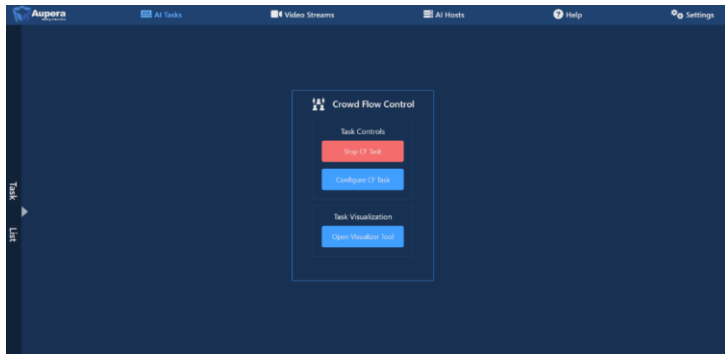 Aupera
AI Tasks
Video Streams
AI Hosts
Help
Settings
Crowd Flow Control
Task Controls
Stop CF Task
Configure CF Task
Task Visualization
Open Visualizer Tool
Task List